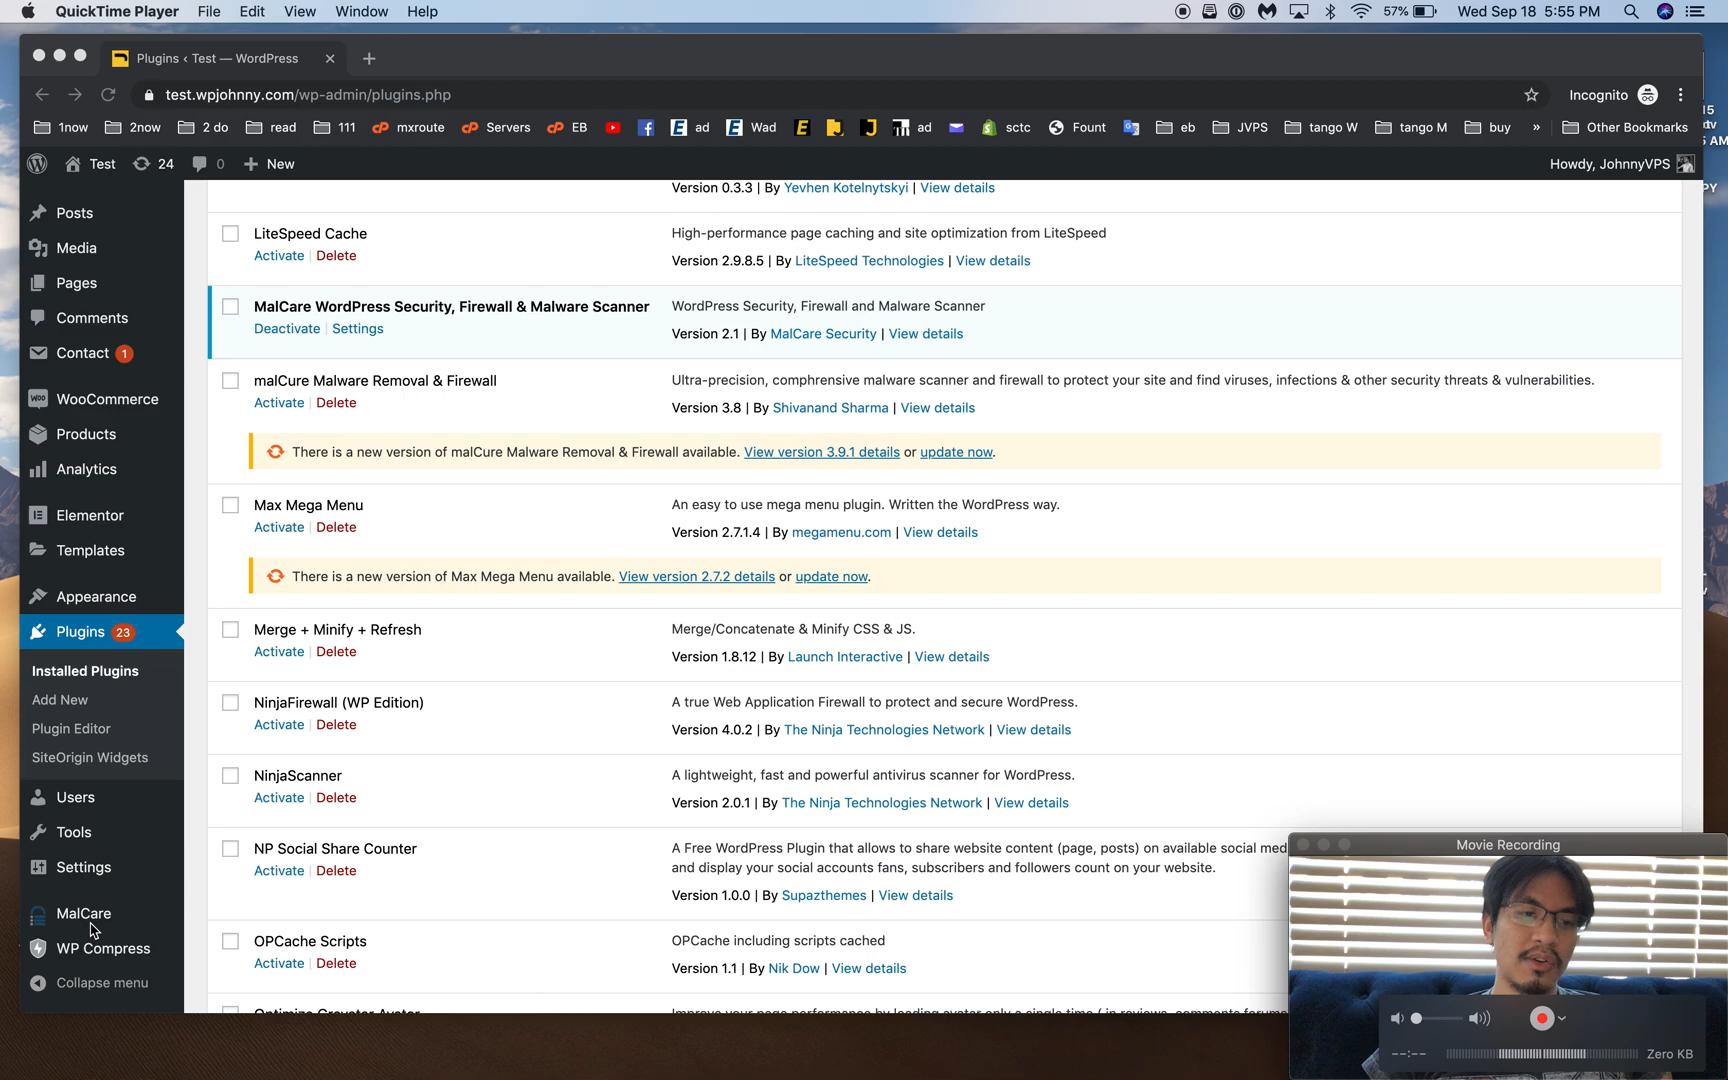 QuickTime Player File Edit View Window Help 57% Wed Sep 18 5:55 PM
Plugins ‹ Test — WordPress
test.wpjohnny.com/wp-admin/plugins.php Incognito
1now 2now 2 do read 111 mxroute Servers EB ad Wad ad sctc Fount eb JVPS tango W tango M buy » Other Bookmarks
Test 24 0 New Howdy, JohnnyVPS
Posts
Media
Pages
Comments
Contact 1
WooCommerce
Products
Analytics
Elementor
Templates
Appearance
Plugins 23
Installed Plugins
Add New
Plugin Editor
SiteOrigin Widgets
Users
Tools
Settings
MalCare
WP Compress
Collapse menu
Version 0.3.3 | By Yevhen Kotelnytskyi | View details
LiteSpeed Cache
Activate | Delete
High-performance page caching and site optimization from LiteSpeed
Version 2.9.8.5 | By LiteSpeed Technologies | View details
MalCare WordPress Security, Firewall & Malware Scanner
Deactivate | Settings
WordPress Security, Firewall and Malware Scanner
Version 2.1 | By MalCare Security | View details
malCure Malware Removal & Firewall
Activate | Delete
Ultra-precision, comphrensive malware scanner and firewall to protect your site and find viruses, infections & other security threats & vulnerabilities.
Version 3.8 | By Shivanand Sharma | View details
There is a new version of malCure Malware Removal & Firewall available. View version 3.9.1 details or update now.
Max Mega Menu
Activate | Delete
An easy to use mega menu plugin. Written the WordPress way.
Version 2.7.1.4 | By megamenu.com | View details
There is a new version of Max Mega Menu available. View version 2.7.2 details or update now.
Merge + Minify + Refresh
Activate | Delete
Merge/Concatenate & Minify CSS & JS.
Version 1.8.12 | By Launch Interactive | View details
NinjaFirewall (WP Edition)
Activate | Delete
A true Web Application Firewall to protect and secure WordPress.
Version 4.0.2 | By The Ninja Technologies Network | View details
NinjaScanner
Activate | Delete
A lightweight, fast and powerful antivirus scanner for WordPress.
Version 2.0.1 | By The Ninja Technologies Network | View details
NP Social Share Counter
Activate | Delete
A Free WordPress Plugin that allows to share website content (page, posts) on available social med
and display your social accounts fans, subscribers and followers count on your website.
Version 1.0.0 | By Supazthemes | View details
OPCache Scripts
Activate | Delete
OPCache including scripts cached
Version 1.1 | By Nik Dow | View details
Movie Recording
--:-- Zero KB